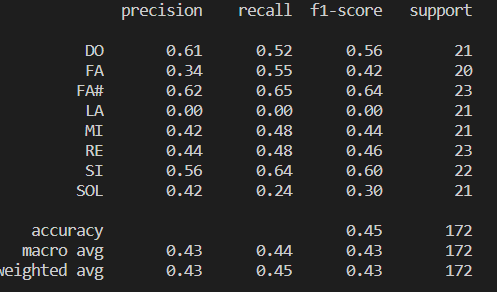 precision recall f1-score support
DO 0.61 0.52 0.56 21
FA 0.34 0.55 0.42 20
FA# 0.62 0.65 0.64 23
LA 0.00 0.00 0.00 21
MI 0.42 0.48 0.44 21
RE 0.44 0.48 0.46 23
SI 0.56 0.64 0.60 22
SOL 0.42 0.24 0.30 21
accuracy 0.45 172
macro avg 0.43 0.44 0.43 172
weighted avg 0.43 0.45 0.43 172